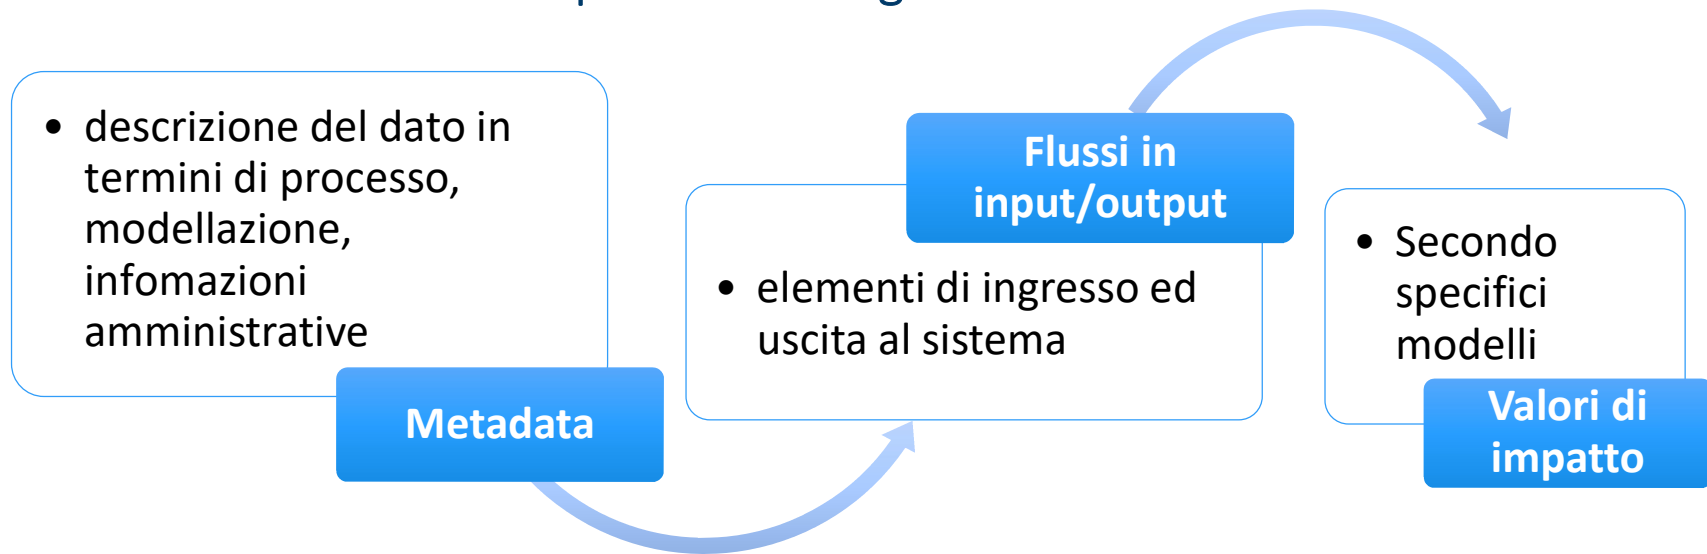 • descrizione del dato in
termini di processo,
modellazione,
infomazioni
amministrative
Metadata
Flussi in
input/output
• elementi di ingresso ed
uscita al sistema
• Secondo
specifici
modelli
Valori di
impatto